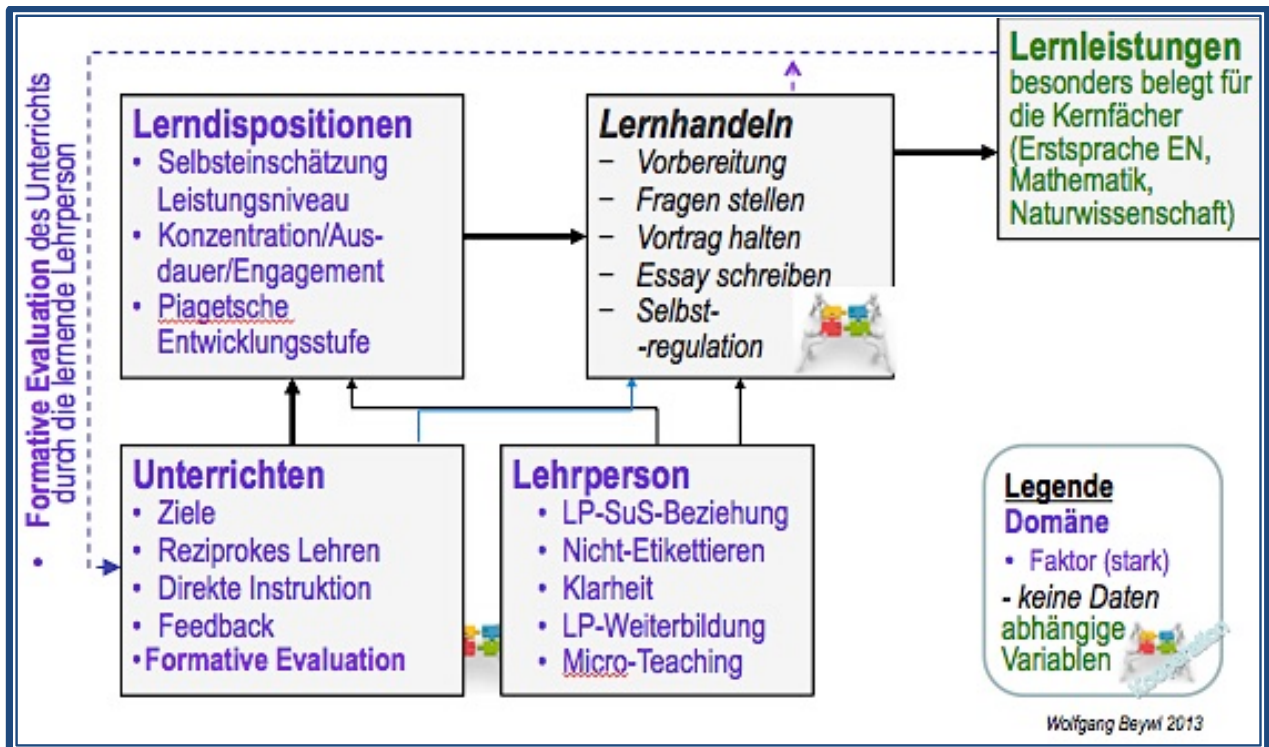 • Formative Evaluation des Unterrichts
durch die lernende Lehrperson
Lerndispositionen
• Selbsteinschätzung
Leistungsniveau
• Konzentration/Aus-
dauer/Engagement
• Piagetsche
Entwicklungsstufe
Lernhandeln
– Vorbereitung
– Fragen stellen
– Vortrag halten
– Essay schreiben
– Selbst-
-regulation
Lernleistungen
besonders belegt für
die Kernfächer
(Erstsprache EN,
Mathematik,
Naturwissenschaft)
Unterrichten
• Ziele
• Reziprokes Lehren
• Direkte Instruktion
• Feedback
• Formative Evaluation
Lehrperson
• LP-SuS-Beziehung
• Nicht-Etikettieren
• Klarheit
• LP-Weiterbildung
• Micro-Teaching
Legende
Domäne
• Faktor (stark)
- keine Daten
abhängige
Variablen
Kooperation
Wolfgang Beywl 2013